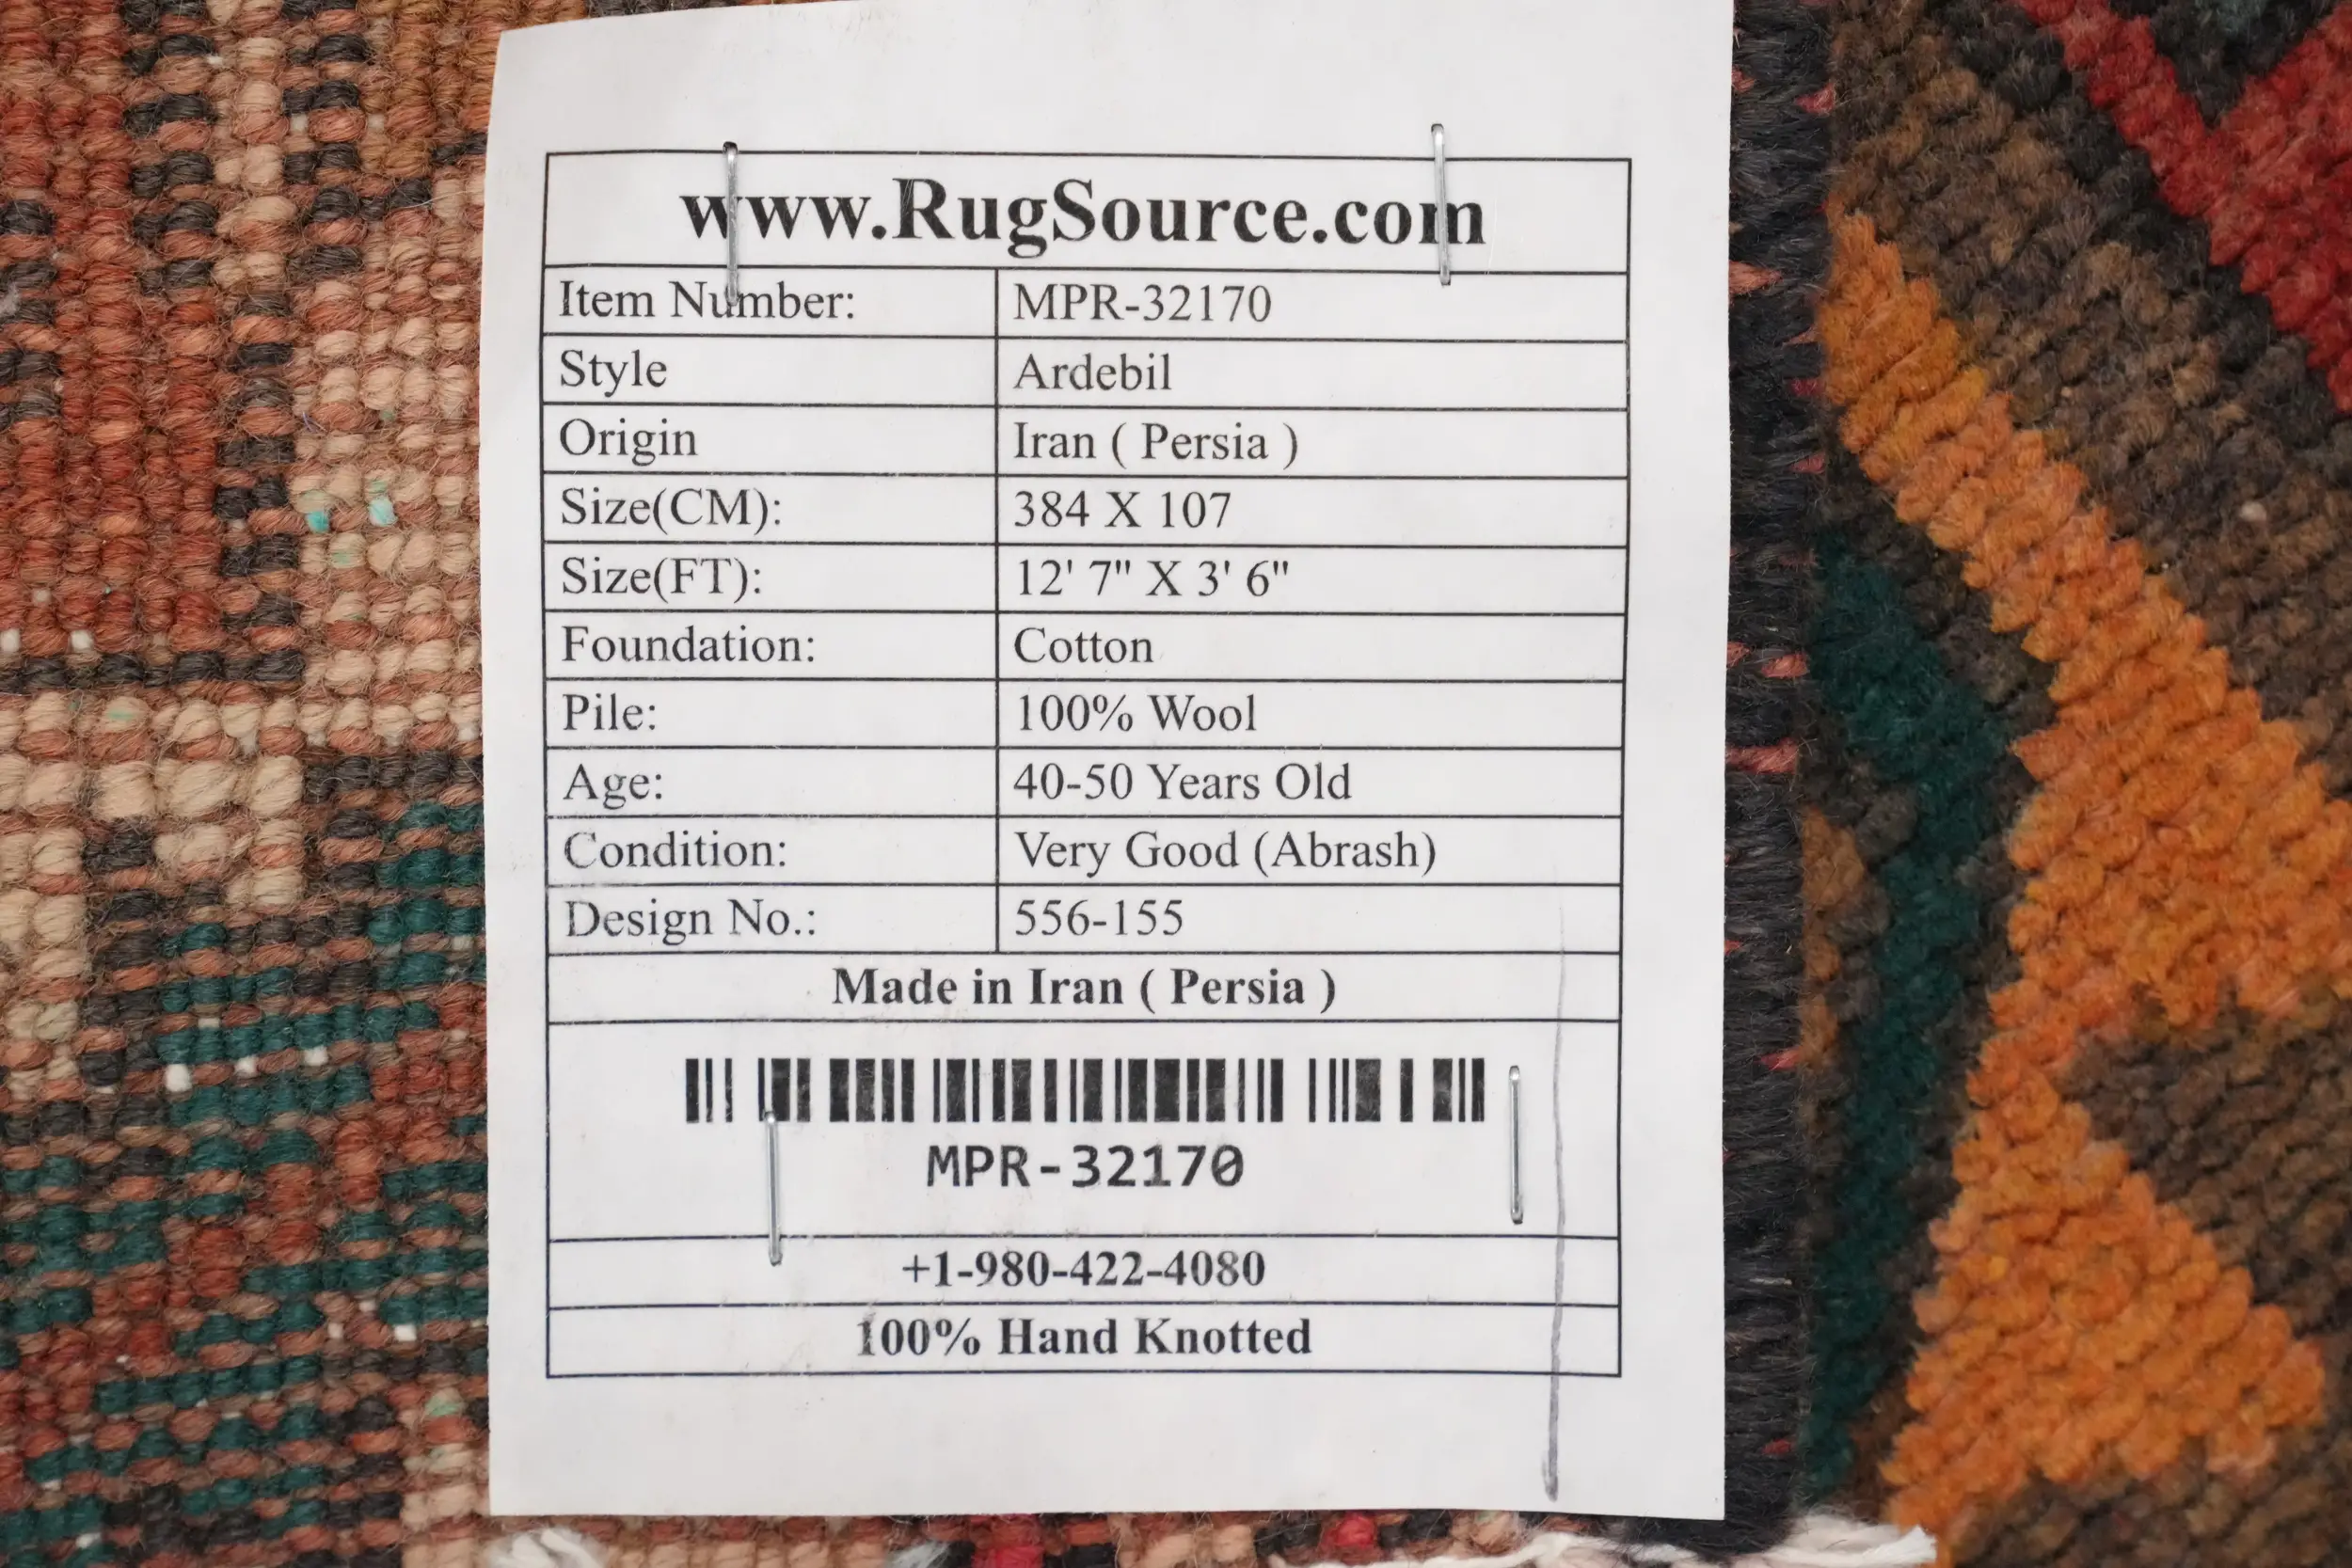 www.RugSource.com
Item Number: MPR-32170
Style Ardebil
Origin Iran ( Persia )
Size(CM): 384 X 107
Size(FT): 12' 7" X 3' 6"
Foundation: Cotton
Pile: 100% Wool
Age: 40-50 Years Old
Condition: Very Good (Abrash)
Design No.: 556-155
Made in Iran ( Persia )
MPR-32170
+1-980-422-4080
100% Hand Knotted